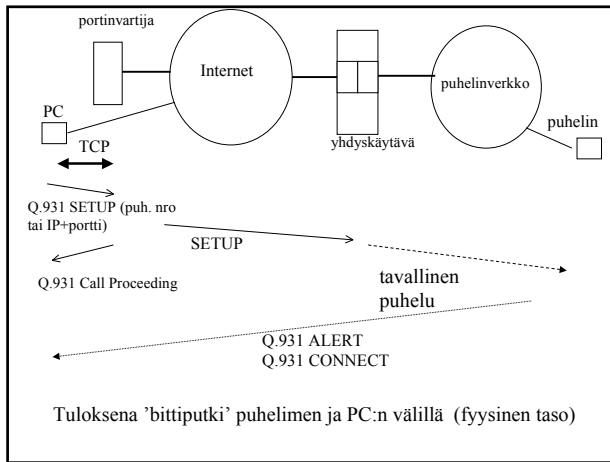 portinvartija
Internet
puhelinverkko
PC
puhelin
yhdyskäytävä
TCP
Q.931 SETUP (puh. nro
tai IP+portti)
SETUP
Q.931 Call Proceeding
tavallinen
puhelu
Q.931 ALERT
Q.931 CONNECT
Tuloksena ’bittiputki’ puhelimen ja PC:n välillä (fyysinen taso)